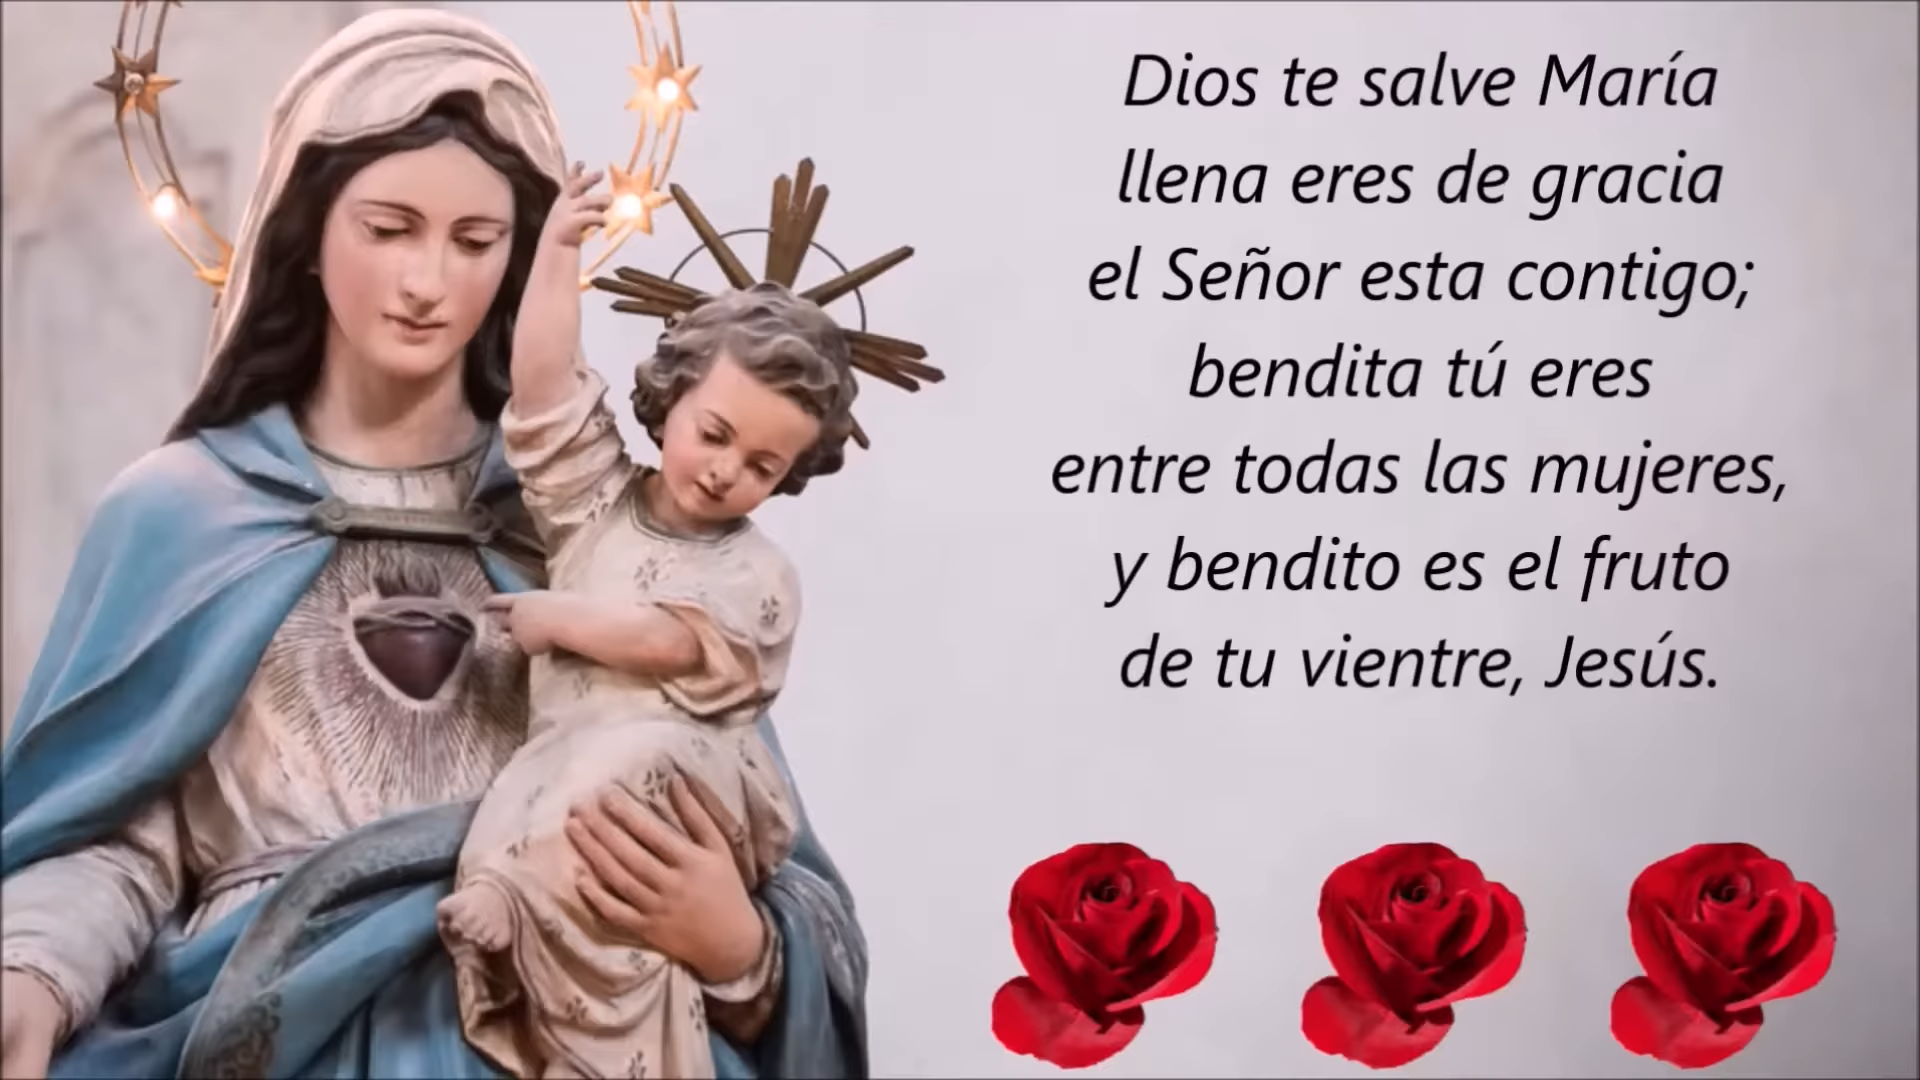 Dios te salve María
llena eres de gracia
el Señor esta contigo;
bendita tú eres
entre todas las mujeres,
y bendito es el fruto
de tu vientre, Jesús.